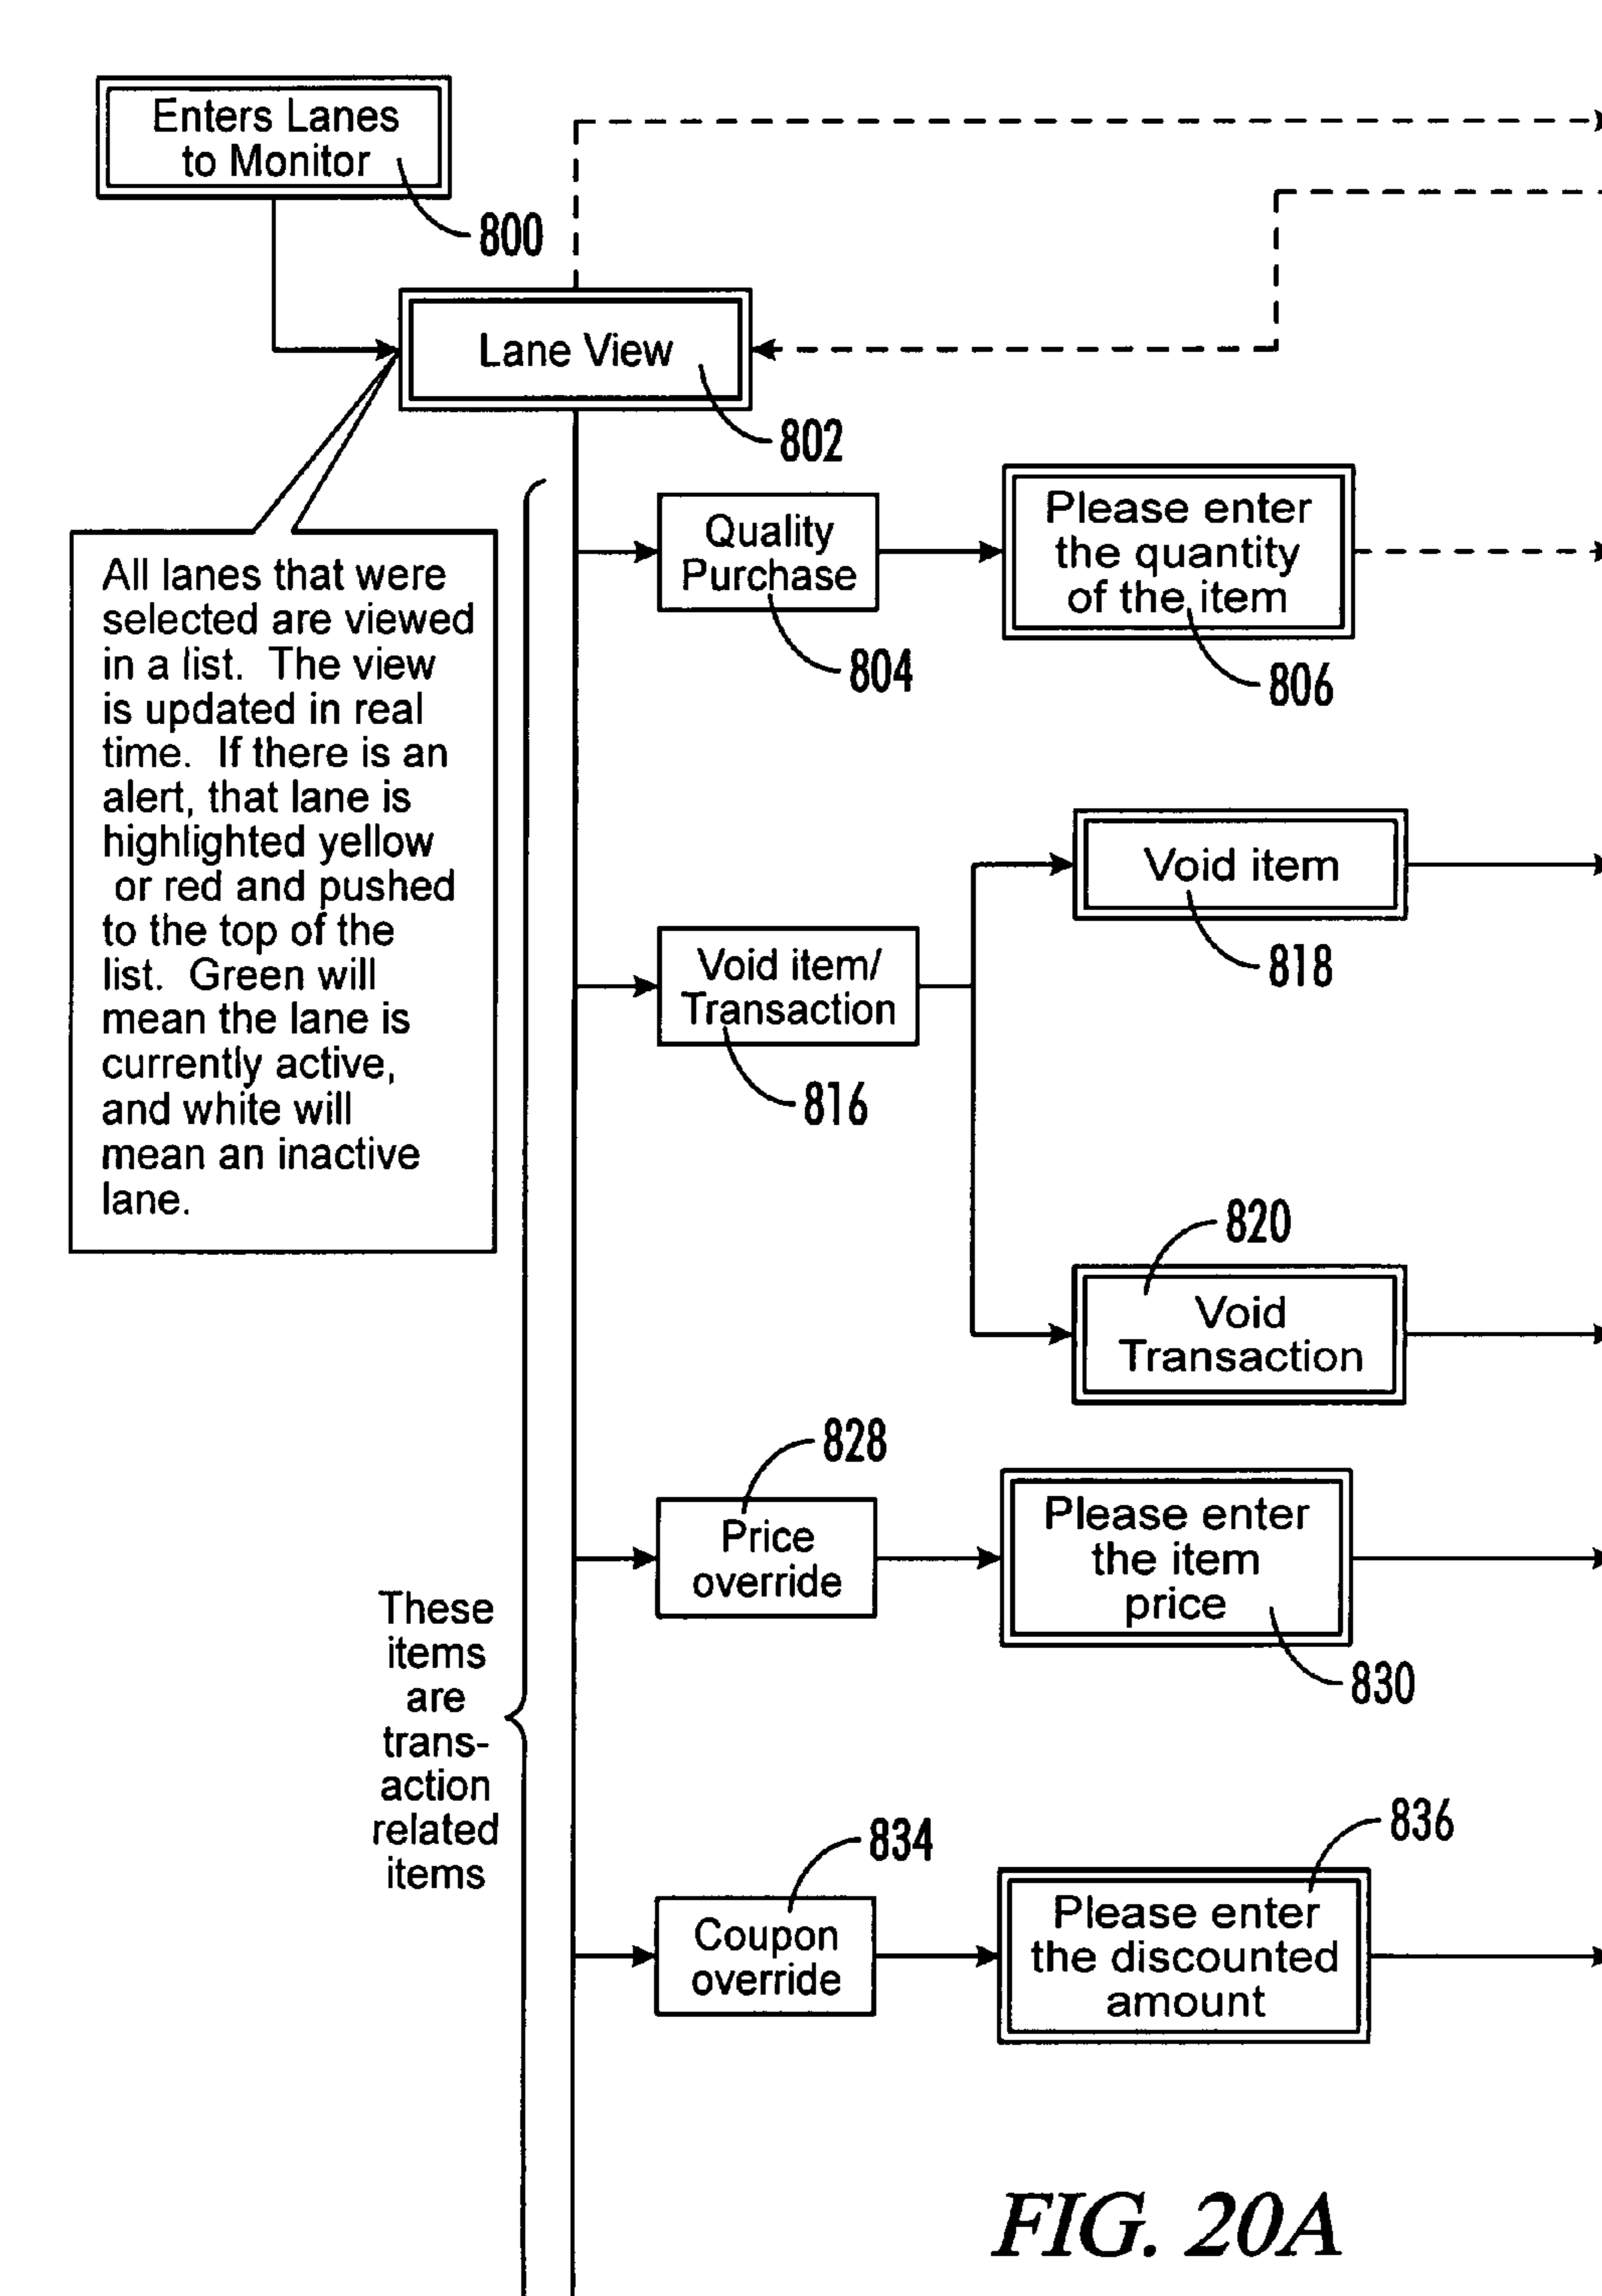 Enters Lanes
to Monitor
800
Lane View
802
Quality
Purchase
804
Please enter
the quantity
of the item
806
All lanes that were
selected are viewed
in a list. The view
is updated in real
time. If there is an
alert, that lane is
highlighted yellow
or red and pushed
to the top of the
list. Green will
mean the lane is
currently active,
and white will
mean an inactive
lane.
Void item/
Transaction
816
Void item
818
820
Void
Transaction
828
Price
override
Please enter
the item
price
830
These
items
are
trans-
action
related
items
834
Coupon
override
836
Please enter
the discounted
amount
FIG. 20A